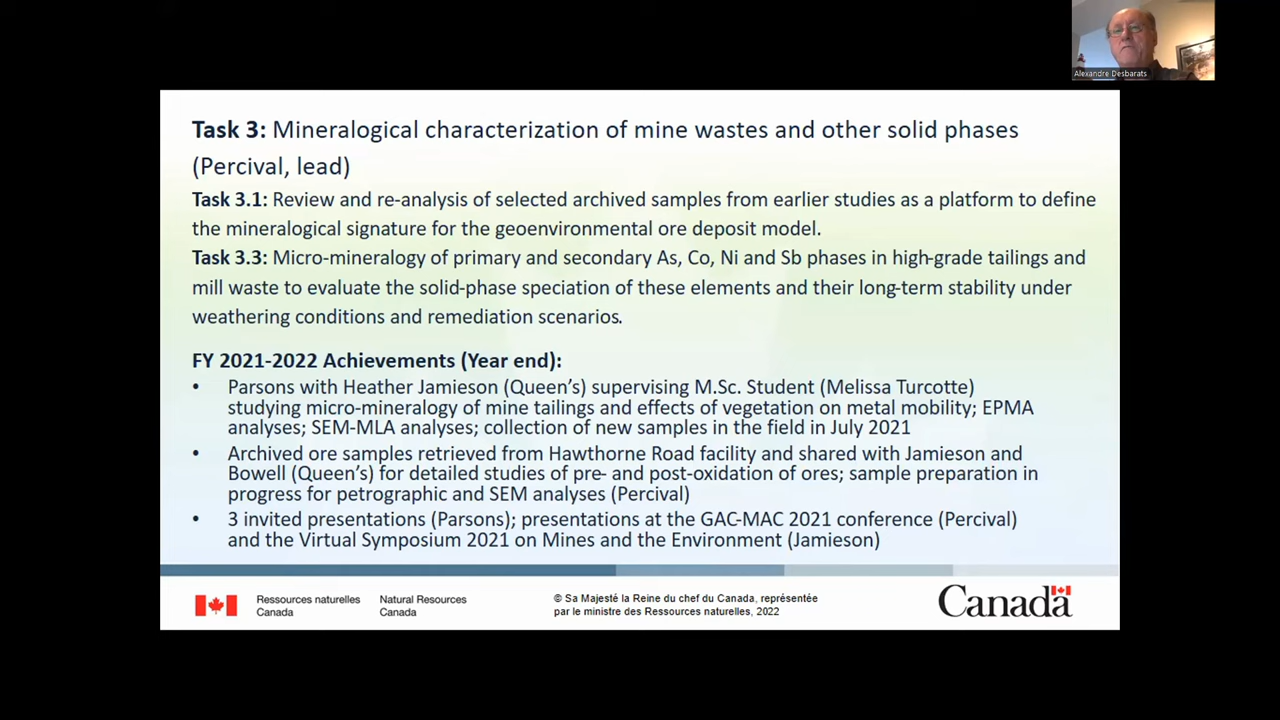 Alexandre Desbarats
Task 3: Mineralogical characterization of mine wastes and other solid phases
(Percival, lead)
Task 3.1: Review and re-analysis of selected archived samples from earlier studies as a platform to define
the mineralogical signature for the geoenvironmental ore deposit model.
Task 3.3: Micro-mineralogy of primary and secondary As, Co, Ni and Sb phases in high-grade tailings and
mill waste to evaluate the solid-phase speciation of these elements and their long-term stability under
weathering conditions and remediation scenarios.
FY 2021-2022 Achievements (Year end):
• Parsons with Heather Jamieson (Queen's) supervising M.Sc. Student (Melissa Turcotte)
studying micro-mineralogy of mine tailings and effects of vegetation on metal mobility; EPMA
analyses; SEM-MLA analyses; collection of new samples in the field in July 2021
• Archived ore samples retrieved from Hawthorne Road facility and shared with Jamieson and
Bowell (Queen's) for detailed studies of pre- and post-oxidation of ores; sample preparation in
progress for petrographic and SEM analyses (Percival)
• 3 invited presentations (Parsons); presentations at the GAC-MAC 2021 conference (Percival)
and the Virtual Symposium 2021 on Mines and the Environment (Jamieson)
Ressources naturelles
Canada
Natural Resources
Canada
© Sa Majesté la Reine du chef du Canada, représentée
par le ministre des Ressources naturelles, 2022
Canada